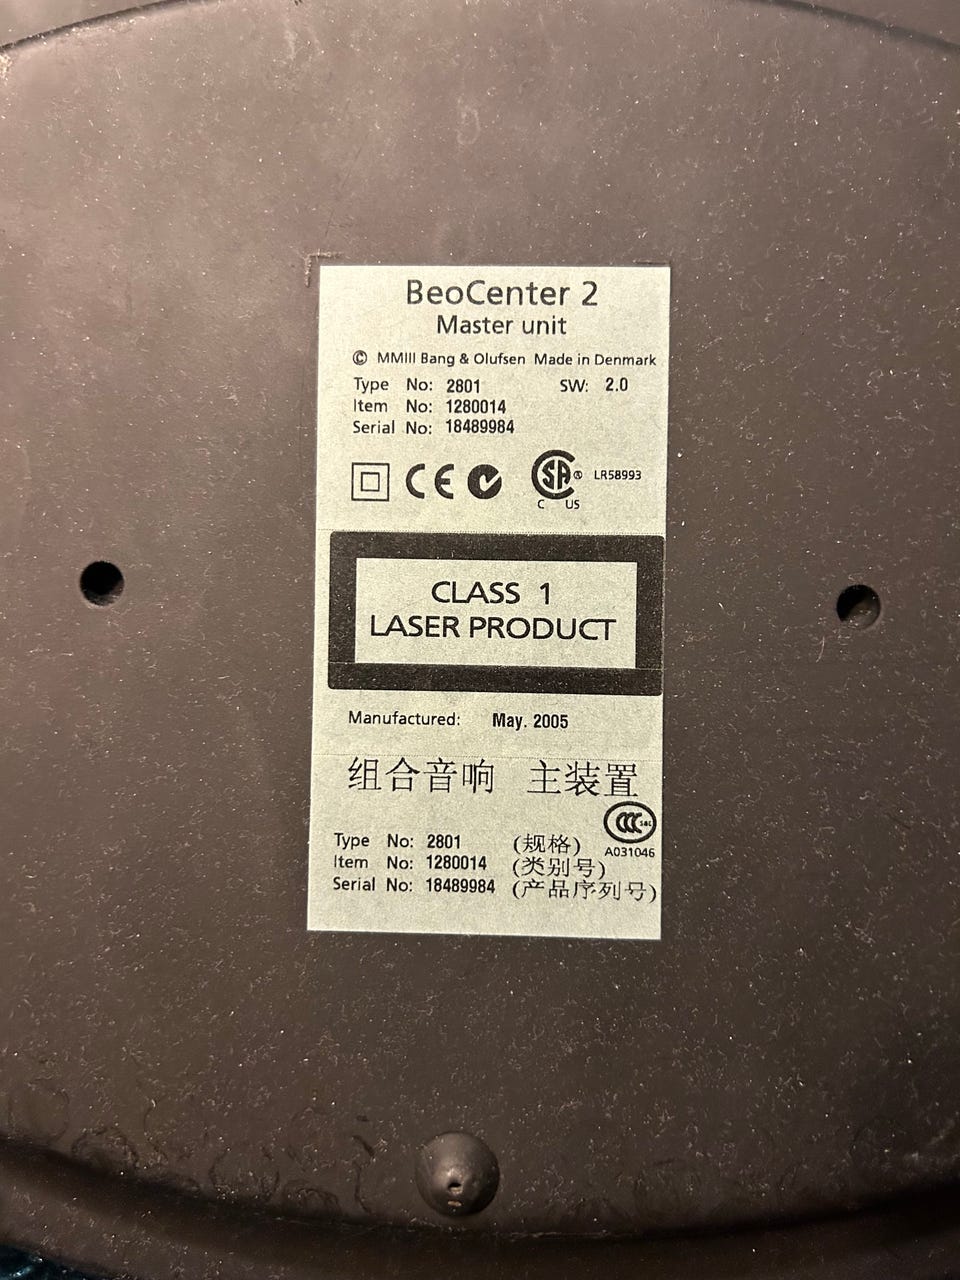 BeoCenter 2
Master unit
© MMIII Bang & Olufsen Made in Denmark
Type No: 2801 SW: 2.0
Item No: 1280014
Serial No: 18489984
CE SA® LR58993
C US
CLASS 1
LASER PRODUCT
Manufactured: May. 2005
组合音响 主装置
CCC S&E
A031046
Type No: 2801 (规格)
Item No: 1280014 (类别号)
Serial No: 18489984 (产品序列号)